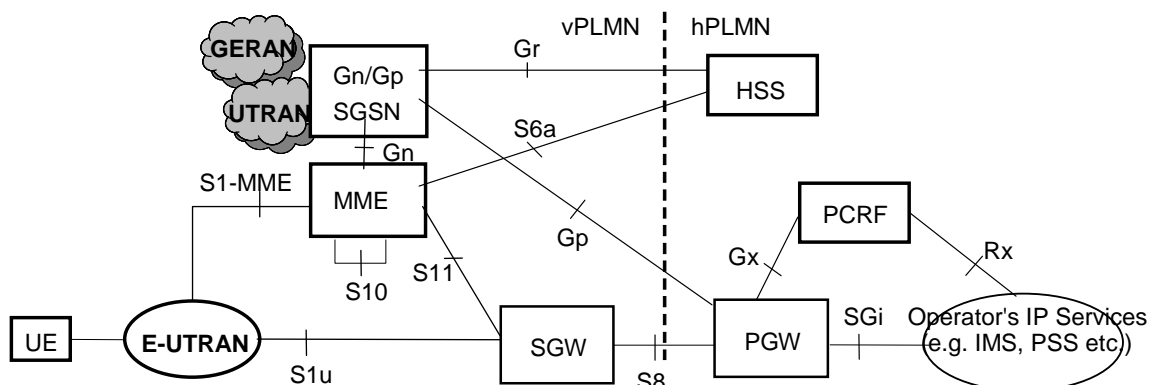 vPLMN
hPLMN
GERAN
Gr
Gn/Gp
SGSN
HSS
UTRAN
S6a
Gn
S1-MME
MME
PCRF
Gp
Gx
Rx
S11
S10
SGi
Operator's IP Services
(e.g. IMS, PSS etc.)
UE
E-UTRAN
SGW
PGW
S1u
S8